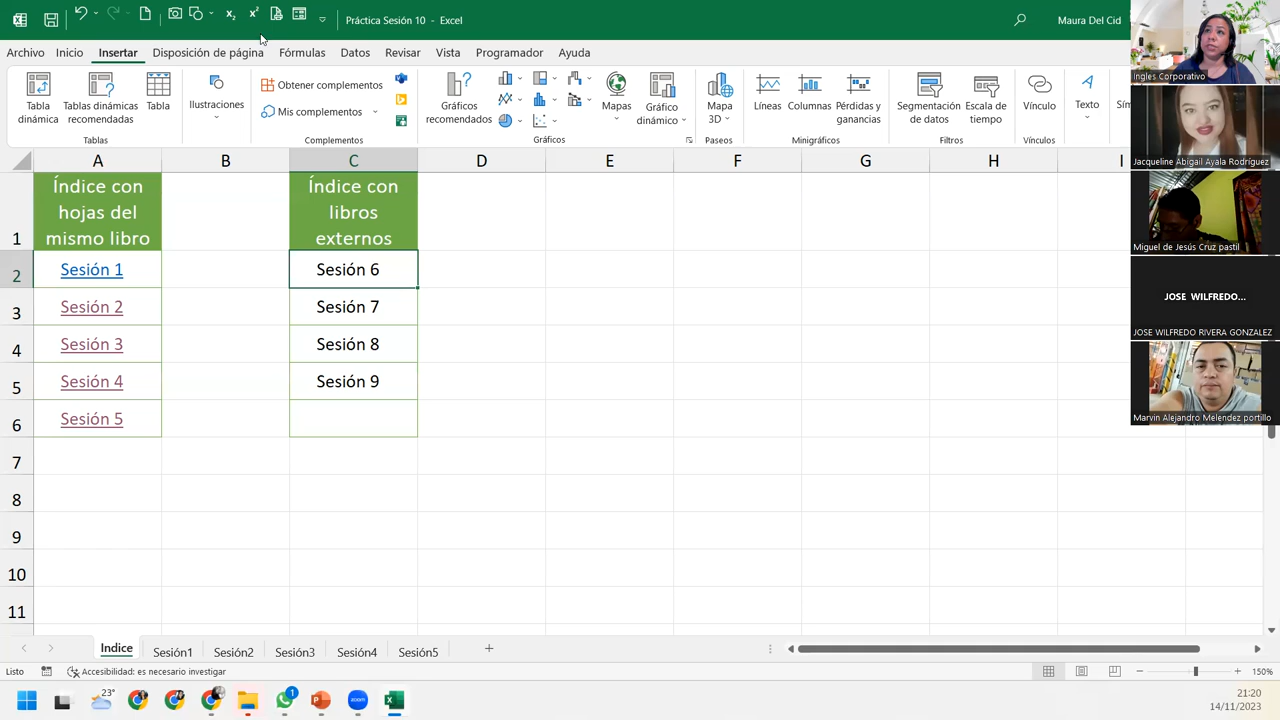 Práctica Sesión 10 - Excel
Maura Del Cid
Archivo Inicio Insertar Disposición de página Fórmulas Datos Revisar Vista Programador Ayuda
Tabla dinámica
Tablas dinámicas recomendadas
Tabla
Tablas
Ilustraciones
Obtener complementos
Mis complementos
Complementos
Gráficos recomendados
Mapas
Gráfico dinámico
Gráficos
Mapa 3D
Paseos
Líneas
Columnas
Pérdidas y ganancias
Minigráficos
Segmentación de datos
Escala de tiempo
Filtros
Vínculo
Vínculos
Texto
Sím
A B C D E F G H I
1
Índice con
hojas del
mismo libro
Índice con
libros
externos
2 Sesión 1 Sesión 6
3 Sesión 2 Sesión 7
4 Sesión 3 Sesión 8
5 Sesión 4 Sesión 9
6 Sesión 5
7
8
9
10
11
Indice Sesión1 Sesión2 Sesión3 Sesión4 Sesión5
Listo
Accesibilidad: es necesario investigar
150%
23°
1
zoom
21:20
14/11/2023
Ingles Corporativo
Jacqueline Abigail Ayala Rodríguez
Miguel de Jesús Cruz pastil
JOSE WILFREDO...
JOSE WILFREDO RIVERA GONZALEZ
Marvin Alejandro Melendez portillo